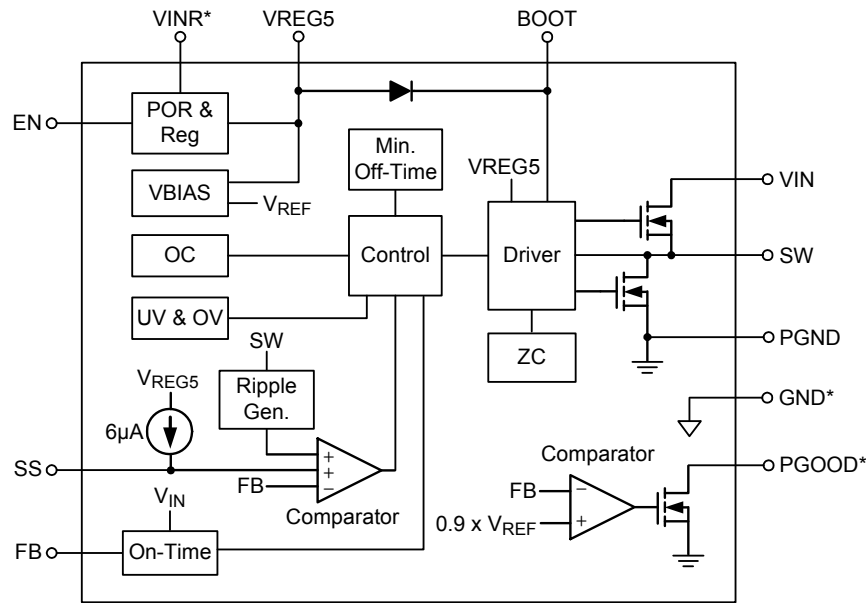 VINR*
VREG5
BOOT
EN
POR &
Reg
Min.
Off-Time
VREG5
VIN
VBIAS
VREF
OC
Control
Driver
SW
UV & OV
SW
ZC
PGND
VREG5
Ripple
Gen.
GND*
6µA
Comparator
PGOOD*
SS
+
+
FB
−
VIN
Comparator
FB
−
0.9 x VREF
+
FB
On-Time